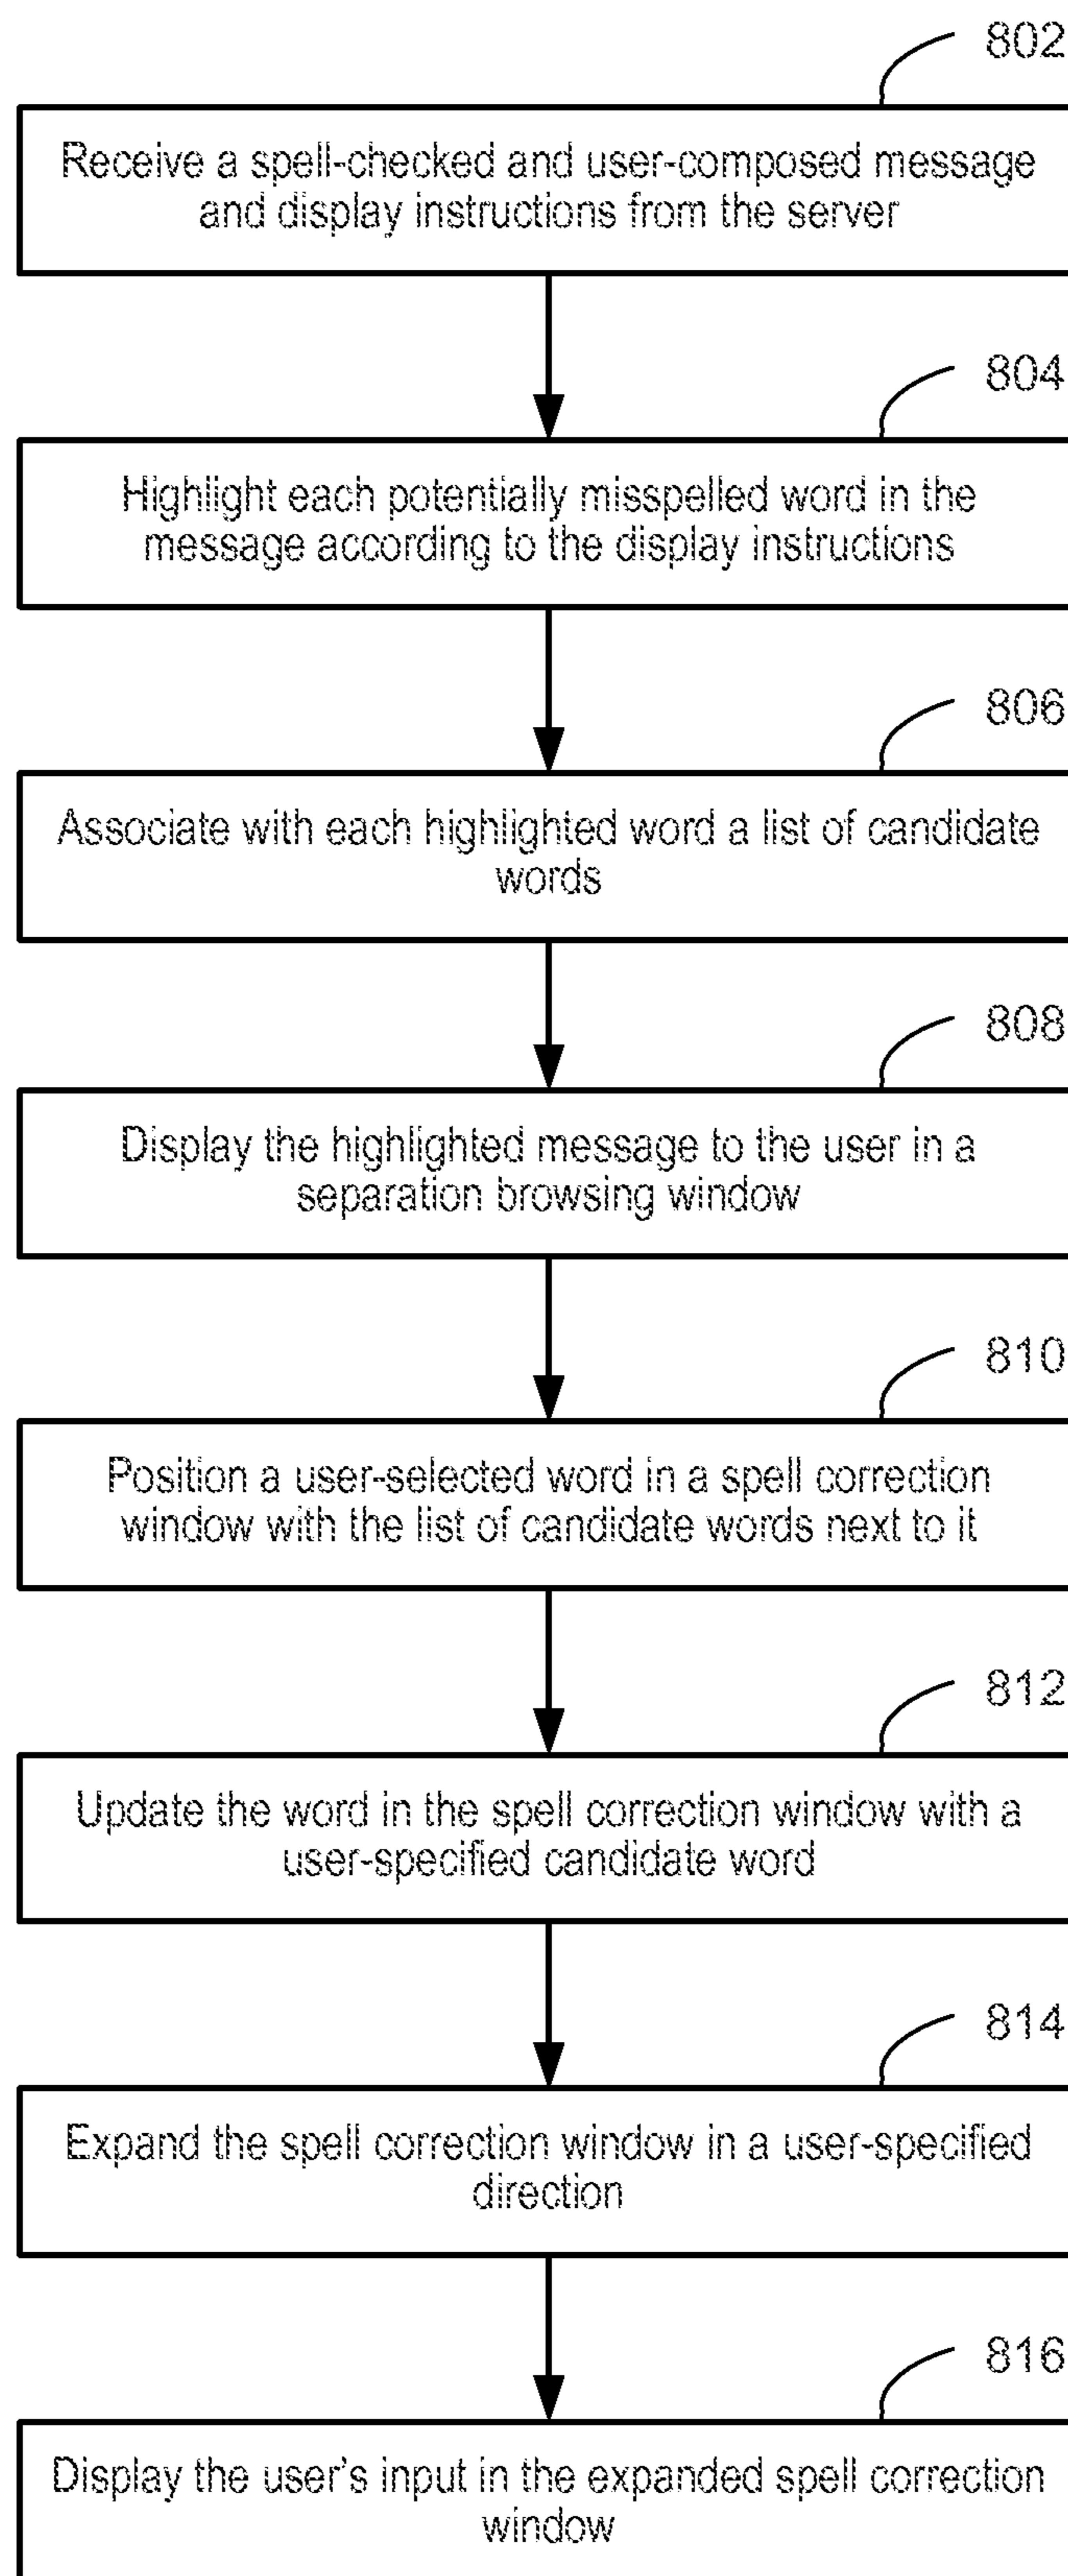 802
Receive a spell-checked and user-composed message
and display instructions from the server
804
Highlight each potentially misspelled word in the
message according to the display instructions
806
Associate with each highlighted word a list of candidate
words
808
Display the highlighted message to the user in a
separation browsing window
810
Position a user-selected word in a spell correction
window with the list of candidate words next to it
812
Update the word in the spell correction window with a
user-specified candidate word
814
Expand the spell correction window in a user-specified
direction
816
Display the user's input in the expanded spell correction
window